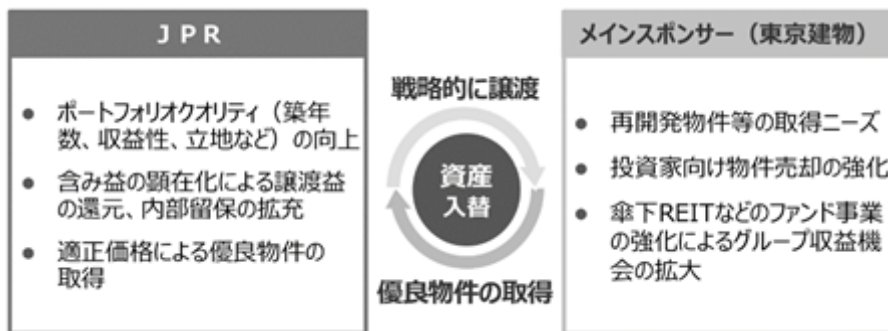 JPR
● ポートフォリオクオリティ（築年
数、収益性、立地など）の向上
● 含み益の顕在化による譲渡益
の還元、内部留保の拡充
● 適正価格による優良物件の
取得
戦略的に譲渡
資産
入替
優良物件の取得
メインスポンサー（東京建物）
● 再開発物件等の取得ニーズ
● 投資家向け物件売却の強化
● 傘下REITなどのファンド事業
の強化によるグループ収益機
会の拡大